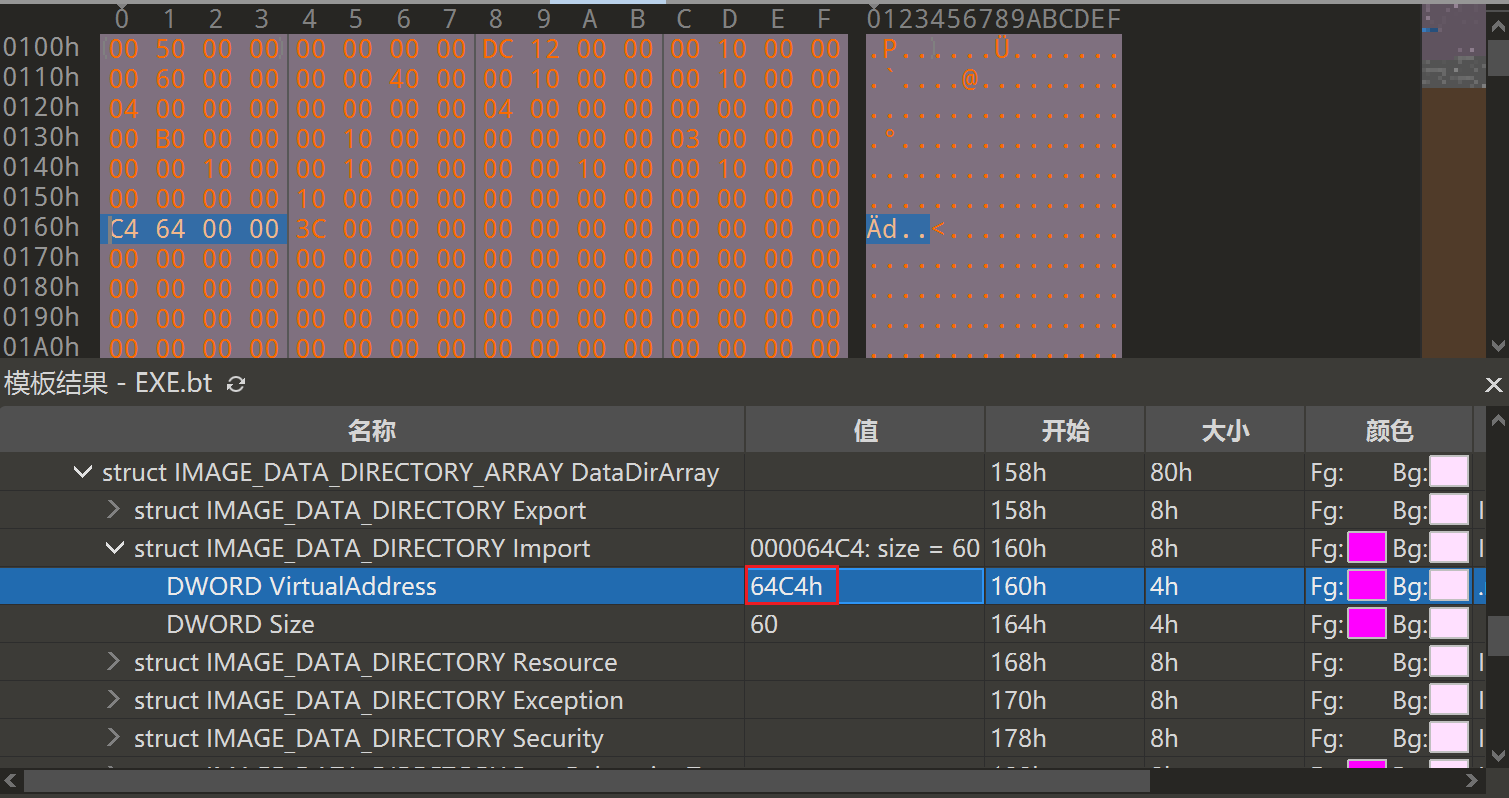 0 1 2 3 4 5 6 7 8 9 A B C D E F 0123456789ABCDEF
0100h 00 50 00 00 00 00 00 00 DC 12 00 00 00 10 00 00 .P......Ü.......
0110h 00 60 00 00 00 00 40 00 00 10 00 00 00 10 00 00 .`....@.........
0120h 04 00 00 00 00 00 00 00 04 00 00 00 00 00 00 00 ................
0130h 00 B0 00 00 00 10 00 00 00 00 00 00 03 00 00 00 .°..............
0140h 00 00 10 00 00 10 00 00 00 00 10 00 00 10 00 00 ................
0150h 00 00 00 00 10 00 00 00 00 00 00 00 00 00 00 00 ................
0160h C4 64 00 00 3C 00 00 00 00 00 00 00 00 00 00 00 Äd..<...........
0170h 00 00 00 00 00 00 00 00 00 00 00 00 00 00 00 00 ................
0180h 00 00 00 00 00 00 00 00 00 00 00 00 00 00 00 00 ................
0190h 00 00 00 00 00 00 00 00 00 00 00 00 00 00 00 00 ................
01A0h 00 00 00 00 00 00 00 00 00 00 00 00 00 00 00 00 ................
模板结果 - EXE.bt
名称 值 开始 大小 颜色
struct IMAGE_DATA_DIRECTORY_ARRAY DataDirArray 158h 80h Fg: Bg:
struct IMAGE_DATA_DIRECTORY Export 158h 8h Fg: Bg:
struct IMAGE_DATA_DIRECTORY Import 000064C4: size = 60 160h 8h Fg: Bg:
DWORD VirtualAddress 64C4h 160h 4h Fg: Bg:
DWORD Size 60 164h 4h Fg: Bg:
struct IMAGE_DATA_DIRECTORY Resource 168h 8h Fg: Bg:
struct IMAGE_DATA_DIRECTORY Exception 170h 8h Fg: Bg:
struct IMAGE_DATA_DIRECTORY Security 178h 8h Fg: Bg: